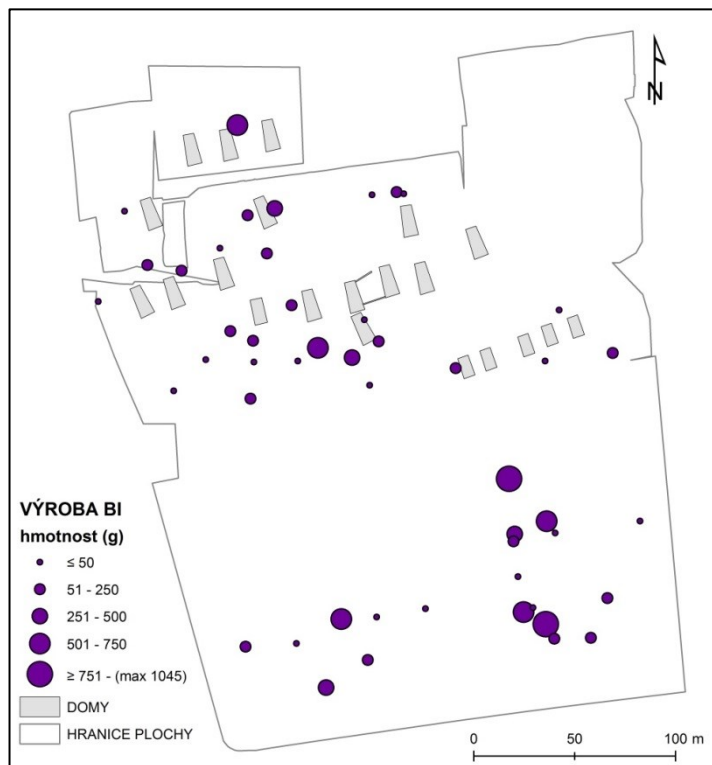 N
VÝROBA BI
hmotnost (g)
≤ 50
51 - 250
251 - 500
501 - 750
≥ 751 - (max 1045)
DOMY
HRANICE PLOCHY
0 50 100 m